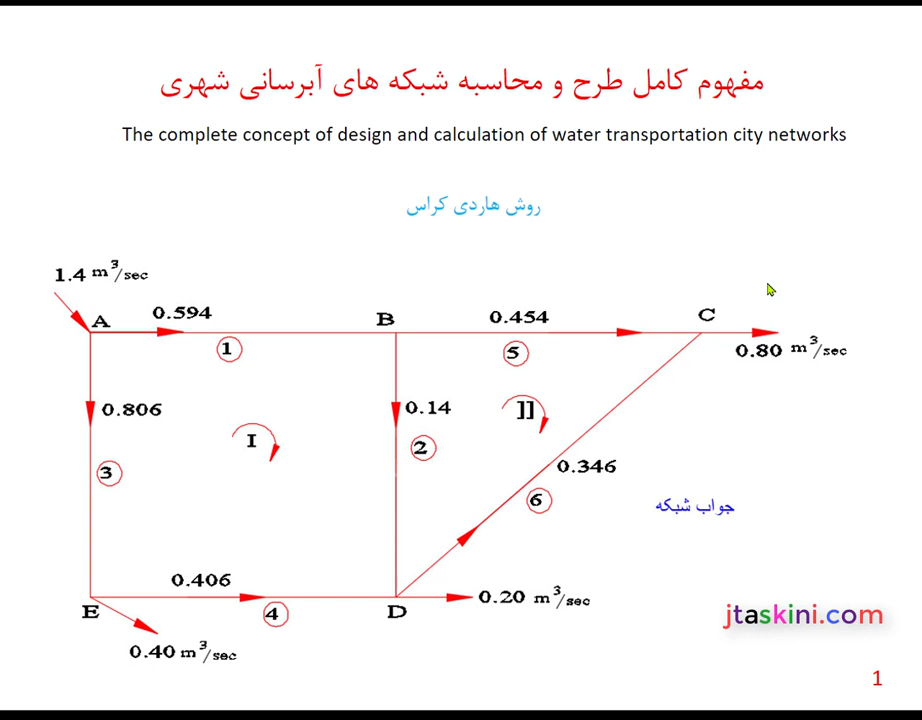 مفهوم کامل طرح و محاسبه شبکه های آبرسانی شهری
The complete concept of design and calculation of water transportation city networks
روش هاردی کراس
1.4 m³/sec
A
0.594
B
0.454
C
1
5
0.80 m³/sec
0.806
0.14
]]
I
2
3
0.346
6
جواب شبکه
0.406
E
4
D
0.20 m³/sec
0.40 m³/sec
jtaskini.com
1